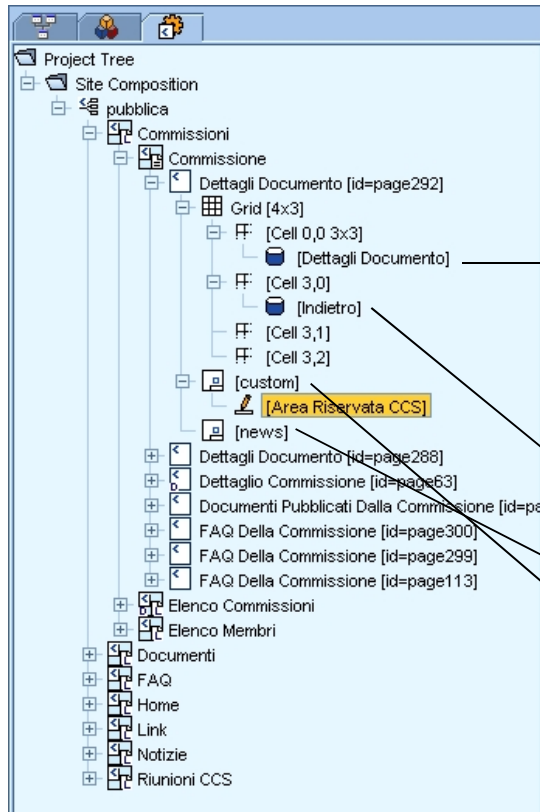 Project Tree
Site Composition
pubblica
Commissioni
Commissione
Dettagli Documento [id=page292]
Grid [4x3]
[Cell 0,0 3x3]
[Dettagli Documento]
[Cell 3,0]
[Indietro]
[Cell 3,1]
[Cell 3,2]
[custom]
[Area Riservata CCS]
[news]
Dettagli Documento [id=page288]
Dettaglio Commissione [id=page63]
Documenti Pubblicati Dalla Commissione [id=pa
FAQ Della Commissione [id=page300]
FAQ Della Commissione [id=page299]
FAQ Della Commissione [id=page113]
Elenco Commissioni
Elenco Membri
Documenti
FAQ
Home
Link
Notizie
Riunioni CCS